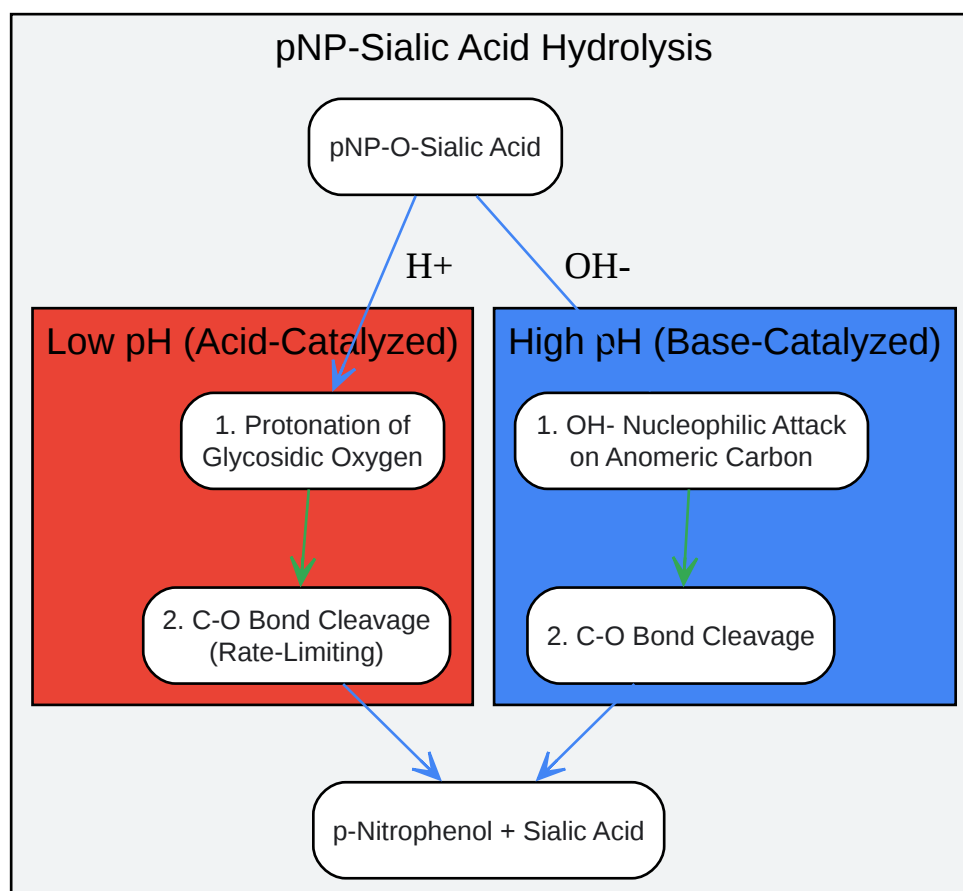 pNP-Sialic Acid Hydrolysis
pNP-O-Sialic Acid
H+
OH-
Low pH (Acid-Catalyzed)
1. Protonation of
Glycosidic Oxygen
2. C-O Bond Cleavage
(Rate-Limiting)
High pH (Base-Catalyzed)
1. OH- Nucleophilic Attack
on Anomeric Carbon
2. C-O Bond Cleavage
p-Nitrophenol + Sialic Acid